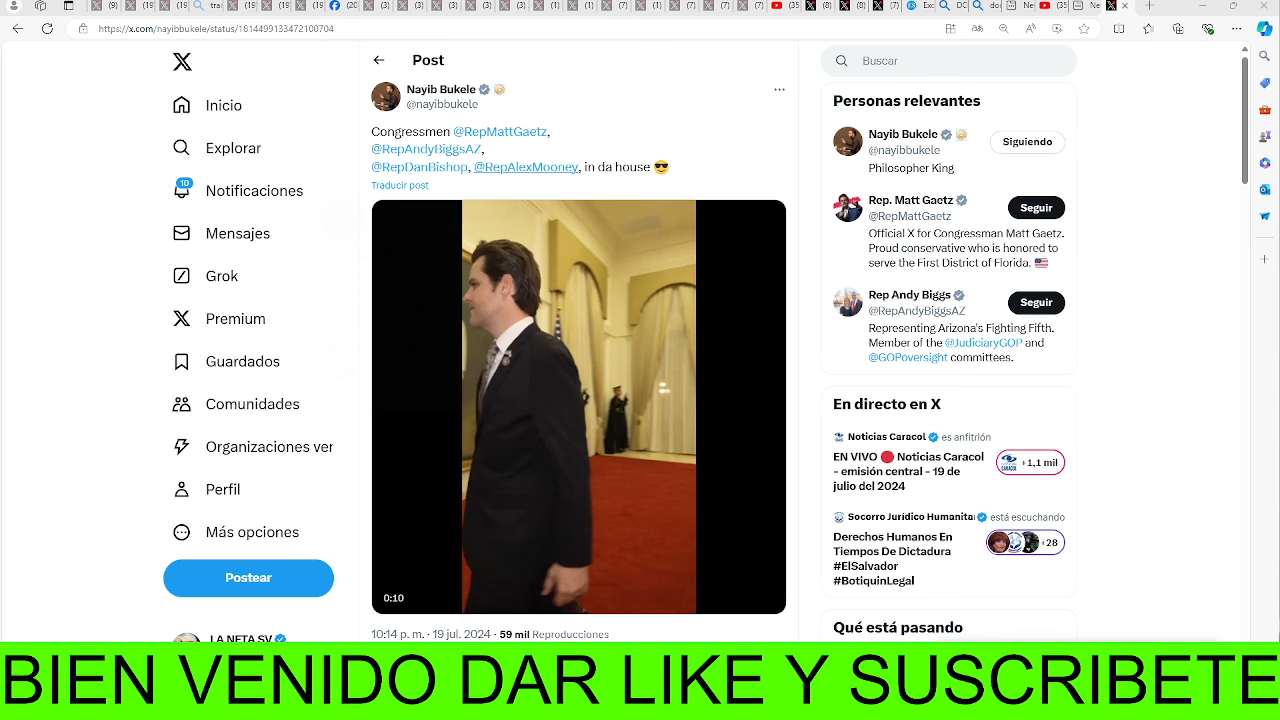 https://x.com/nayibbukele/status/1814499133472100704
Inicio
Explorar
10
Notificaciones
Mensajes
Grok
Premium
Guardados
Comunidades
Organizaciones ver
Perfil
Más opciones
Postear
LA NETA SV
Post
Nayib Bukele
@nayibbukele
Congressmen @RepMattGaetz,
@RepAndyBiggsAZ,
@RepDanBishop, @RepAlexMooney, in da house 😎
Traducir post
0:10
10:14 p. m. · 19 jul. 2024 · 59 mil Reproducciones
Buscar
Personas relevantes
Nayib Bukele
@nayibbukele
Siguiendo
Philosopher King
Rep. Matt Gaetz
@RepMattGaetz
Seguir
Official X for Congressman Matt Gaetz.
Proud conservative who is honored to
serve the First District of Florida. 🇺🇸
Rep Andy Biggs
@RepAndyBiggsAZ
Seguir
Representing Arizona's Fighting Fifth.
Member of the @JudiciaryGOP and
@GOPoversight committees.
En directo en X
Noticias Caracol es anfitrión
EN VIVO 🔴 Noticias Caracol
- emisión central - 19 de
julio del 2024
+1,1 mil
Socorro Jurídico Humanita está escuchando
Derechos Humanos En
Tiempos De Dictadura
#ElSalvador
#BotiquinLegal
+28
Qué está pasando
BIEN VENIDO DAR LIKE Y SUSCRIBETE